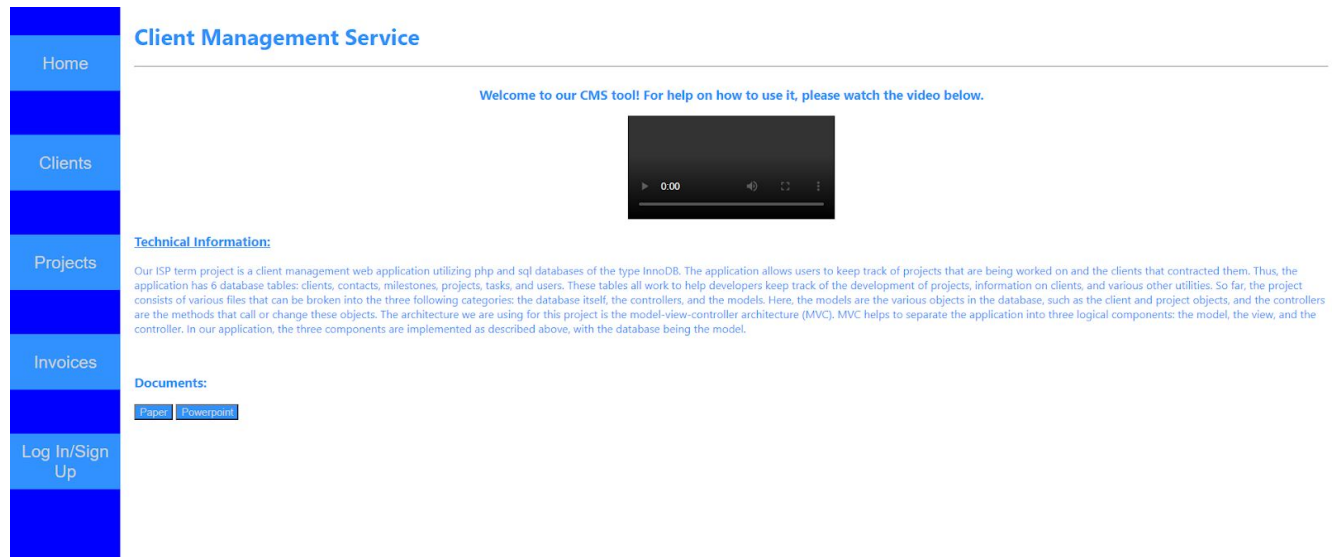 Home
Clients
Projects
Invoices
Log In/Sign
Up
Client Management Service
Welcome to our CMS tool! For help on how to use it, please watch the video below.
0:00
Technical Information:
Our ISP term project is a client management web application utilizing php and sql databases of the type InnoDB. The application allows users to keep track of projects that are being worked on and the clients that contracted them. Thus, the
application has 6 database tables: clients, contacts, milestones, projects, tasks, and users. These tables all work to help developers keep track of the development of projects, information on clients, and various other utilities. So far, the project
consists of various files that can be broken into the three following categories: the database itself, the controllers, and the models. Here, the models are the various objects in the database, such as the client and project objects, and the controllers
are the methods that call or change these objects. The architecture we are using for this project is the model-view-controller architecture (MVC). MVC helps to separate the application into three logical components: the model, the view, and the
controller. In our application, the three components are implemented as described above, with the database being the model.
Documents:
Paper Powerpoint